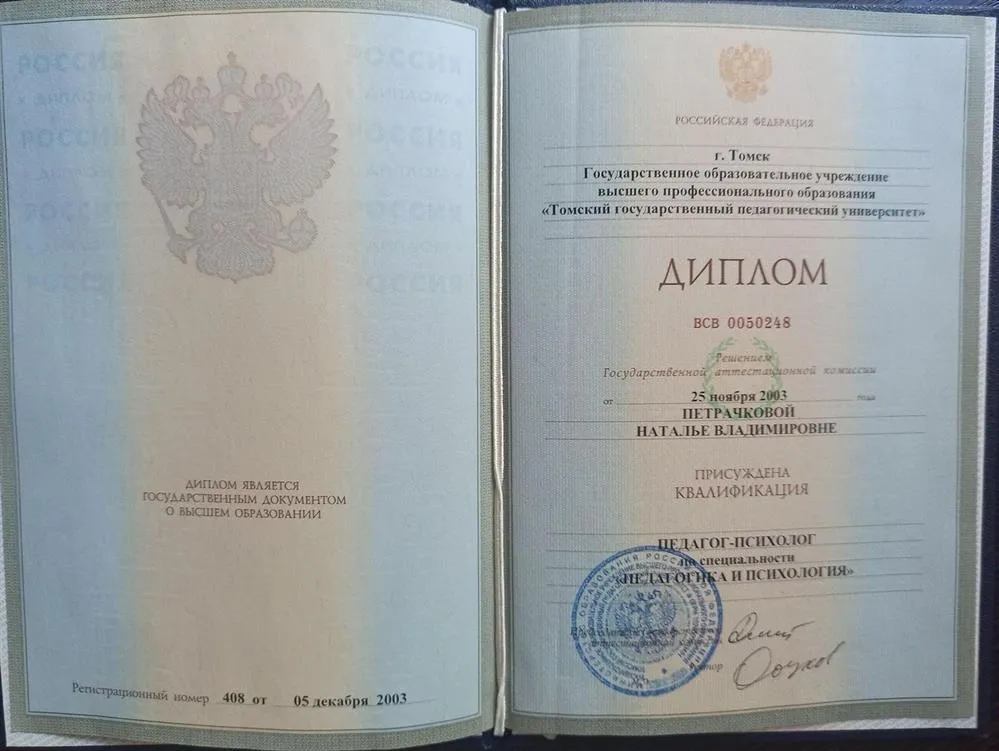 РОССИЯ
РОССИЯ
ДИПЛОМ ЯВЛЯЕТСЯ
ГОСУДАРСТВЕННЫМ ДОКУМЕНТОМ
О ВЫСШЕМ ОБРАЗОВАНИИ
Регистрационный номер 408 от 05 декабря 2003
РОССИЙСКАЯ ФЕДЕРАЦИЯ
г. Томск
Государственное образовательное учреждение
высшего профессионального образования
«Томский государственный педагогический университет»
ДИПЛОМ
ВСВ 0050248
Решением
Государственной аттестационной комиссии
от 25 ноября 2003 года
ПЕТРАЧКОВОЙ
НАТАЛЬЕ ВЛАДИМИРОВНЕ
ПРИСУЖДЕНА
КВАЛИФИКАЦИЯ
ПЕДАГОГ-ПСИХОЛОГ
по специальности
«ПЕДАГОГИКА И ПСИХОЛОГИЯ»